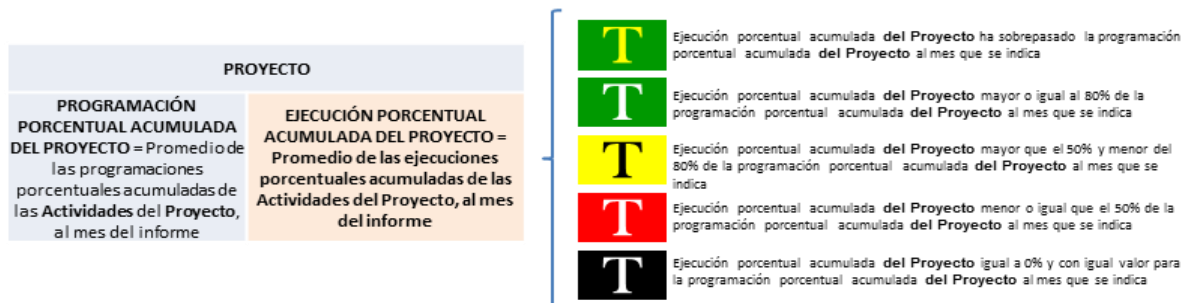 PROYECTO
PROGRAMACIÓN
PORCENTUAL ACUMULADA
DEL PROYECTO = Promedio de
las programaciones
porcentuales acumuladas de
las Actividades del Proyecto,
al mes del informe
EJECUCIÓN PORCENTUAL
ACUMULADA DEL PROYECTO =
Promedio de las ejecuciones
porcentuales acumuladas de las
Actividades del Proyecto, al mes
del informe
T
Ejecución porcentual acumulada del Proyecto ha sobrepasado la programación
porcentual acumulada del Proyecto al mes que se indica
T
Ejecución porcentual acumulada del Proyecto mayor o igual al 80% de la
programación porcentual acumulada del Proyecto al mes que se indica
T
Ejecución porcentual acumulada del Proyecto mayor que el 50% y menor del
80% de la programación porcentual acumulada del Proyecto al mes que se
indica
T
Ejecución porcentual acumulada del Proyecto menor o igual que el 50% de la
programación porcentual acumulada del Proyecto al mes que se indica
T
Ejecución porcentual acumulada del Proyecto igual a 0% y con igual valor para
la programación porcentual acumulada del Proyecto al mes que se indica